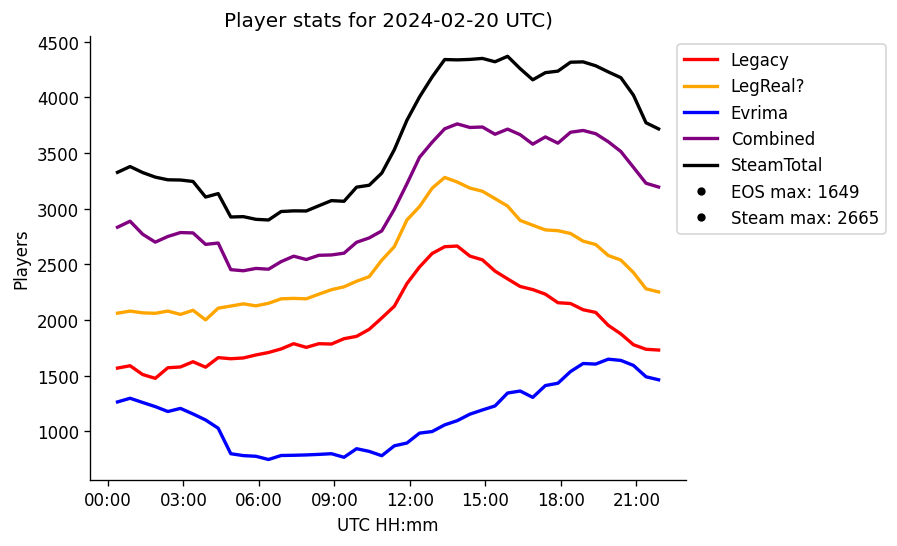 Player stats for 2024-02-20 UTC)
4500
4000
3500
3000
2500
2000
1500
1000
Players
00:00 03:00 06:00 09:00 12:00 15:00 18:00 21:00
UTC HH:mm
Legacy
LegReal?
Evrima
Combined
SteamTotal
EOS max: 1649
Steam max: 2665